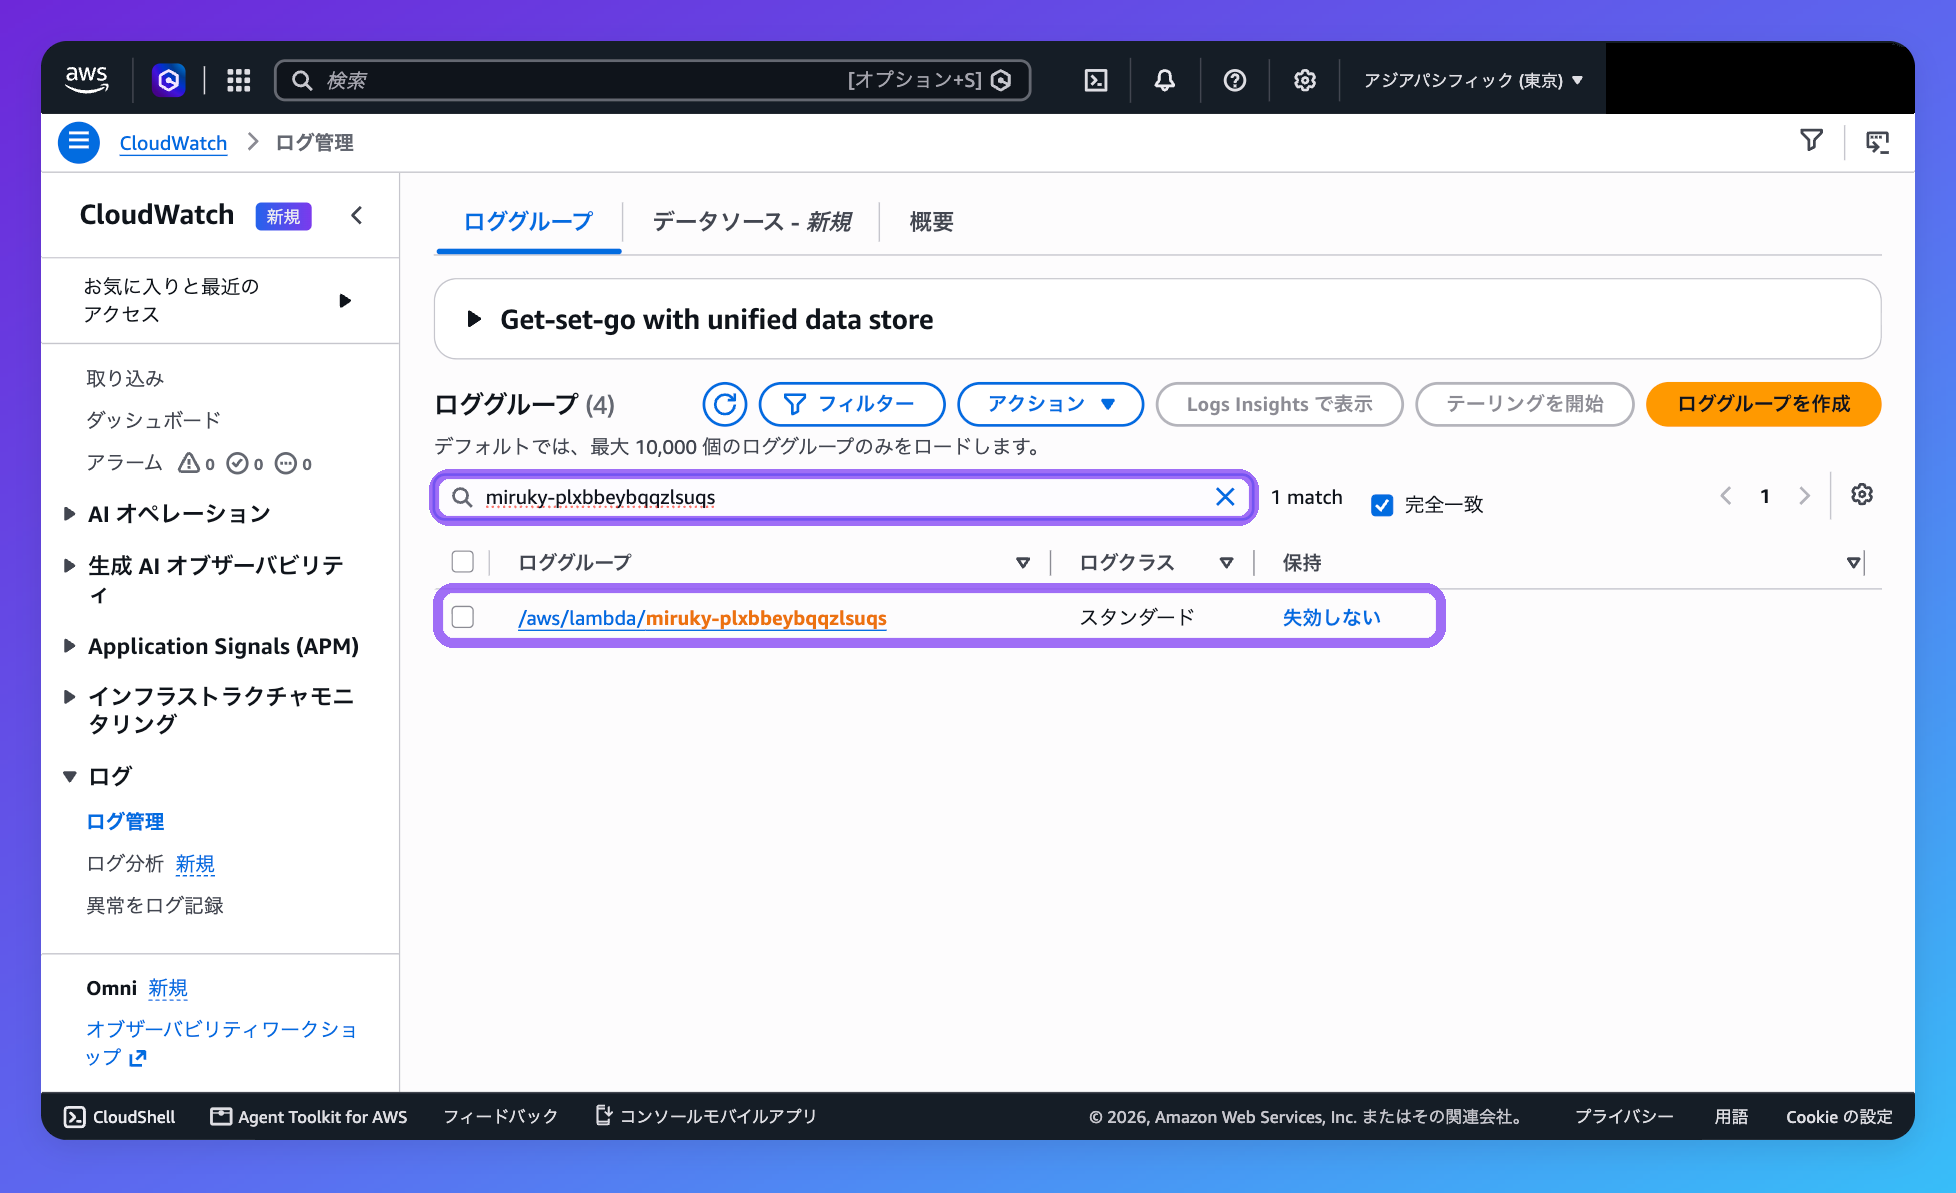 aws
検索
[オプション+S]
アジアパシフィック (東京)
CloudWatch
ログ管理
CloudWatch 新規
お気に入りと最近の
アクセス
取り込み
ダッシュボード
アラーム 0 0 0
AI オペレーション
生成 AI オブザーバビリテ
ィ
Application Signals (APM)
インフラストラクチャモニ
タリング
ログ
ログ管理
ログ分析 新規
異常をログ記録
Omni 新規
オブザーバビリティワークショ
ップ
ロググループ
データソース - 新規
概要
Get-set-go with unified data store
ロググループ (4)
フィルター
アクション
Logs Insights で表示
テーリングを開始
ロググループを作成
デフォルトでは、最大 10,000 個のロググループのみをロードします。
miruky-plxbbeybqqzlsuqs
1 match
完全一致
1
ロググループ
ログクラス
保持
/aws/lambda/miruky-plxbbeybqqzlsuqs
スタンダード
失効しない
CloudShell
Agent Toolkit for AWS
フィードバック
コンソールモバイルアプリ
© 2026, Amazon Web Services, Inc. またはその関連会社。
プライバシー
用語
Cookie の設定